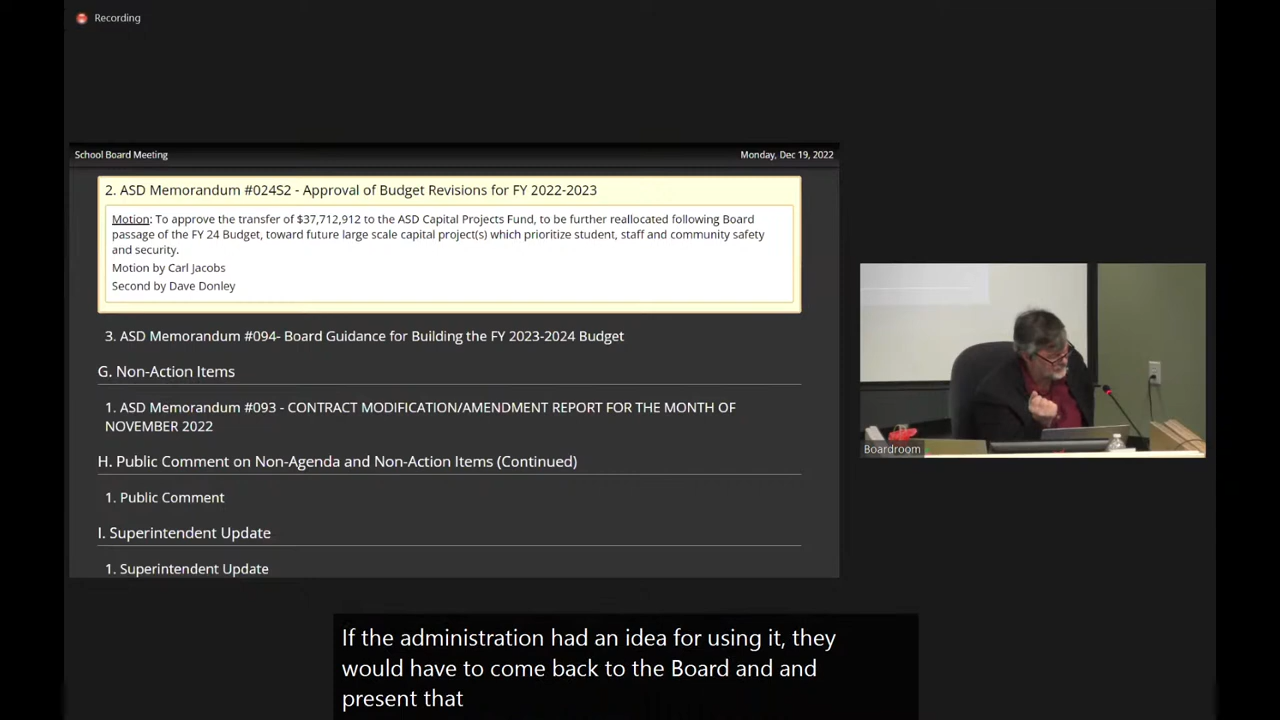 Recording
School Board Meeting
Monday, Dec 19, 2022
2. ASD Memorandum #024S2 - Approval of Budget Revisions for FY 2022-2023
Motion: To approve the transfer of $37,712,912 to the ASD Capital Projects Fund, to be further reallocated following Board
passage of the FY 24 Budget, toward future large scale capital project(s) which prioritize student, staff and community safety
and security.
Motion by Carl Jacobs
Second by Dave Donley
3. ASD Memorandum #094- Board Guidance for Building the FY 2023-2024 Budget
G. Non-Action Items
1. ASD Memorandum #093 - CONTRACT MODIFICATION/AMENDMENT REPORT FOR THE MONTH OF
NOVEMBER 2022
H. Public Comment on Non-Agenda and Non-Action Items (Continued)
1. Public Comment
I. Superintendent Update
1. Superintendent Update
Boardroom
If the administration had an idea for using it, they
would have to come back to the Board and and
present that